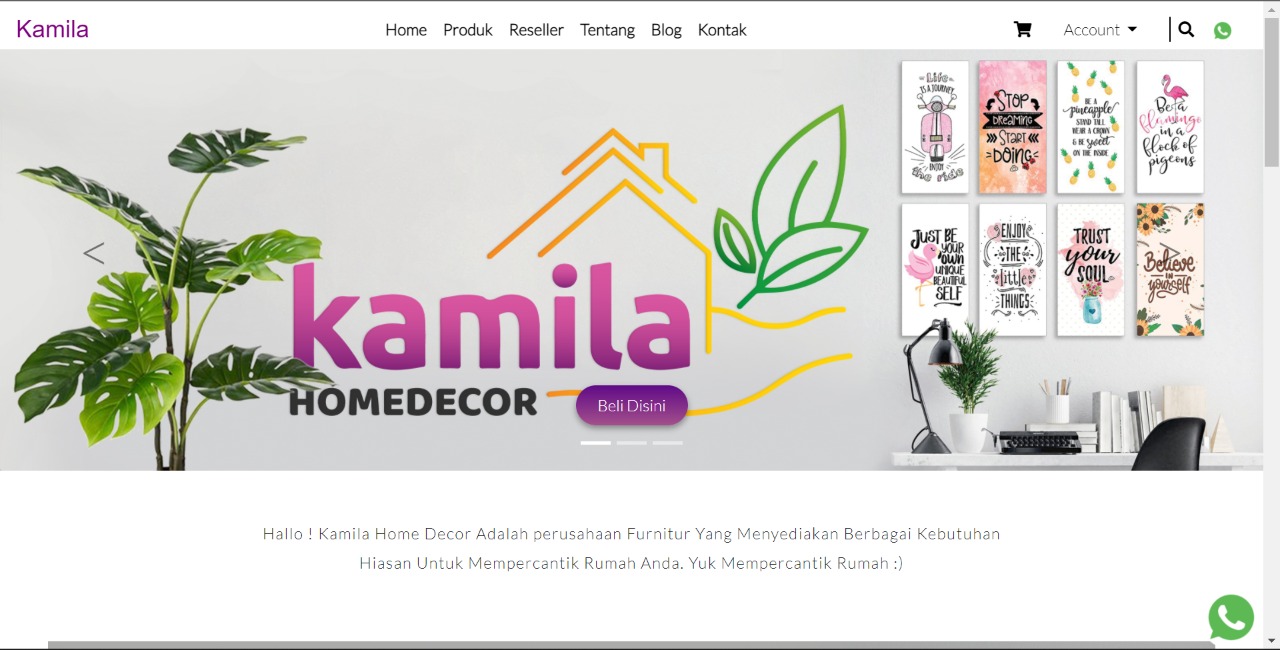 Kamila
Home Produk Reseller Tentang Blog Kontak
Account
Life
IS A JOURNEY
ENJOY
the ride
STOP
DREAMING
START
DOING
BE A
pineapple
STAND TALL
WEAR A CROWN
& BE SWEET
ON THE INSIDE
Be a
flamingo
in a
flock of
pigeons
JUST BE
YOUR
OWN
UNIQUE
BEAUTIFUL
SELF
ENJOY
THE
little
THINGS
TRUST
your
SOUL
Believe
IN
yourself
kamila
HOMEDECOR
Beli Disini
Hallo ! Kamila Home Decor Adalah perusahaan Furnitur Yang Menyediakan Berbagai Kebutuhan
Hiasan Untuk Mempercantik Rumah Anda. Yuk Mempercantik Rumah :)